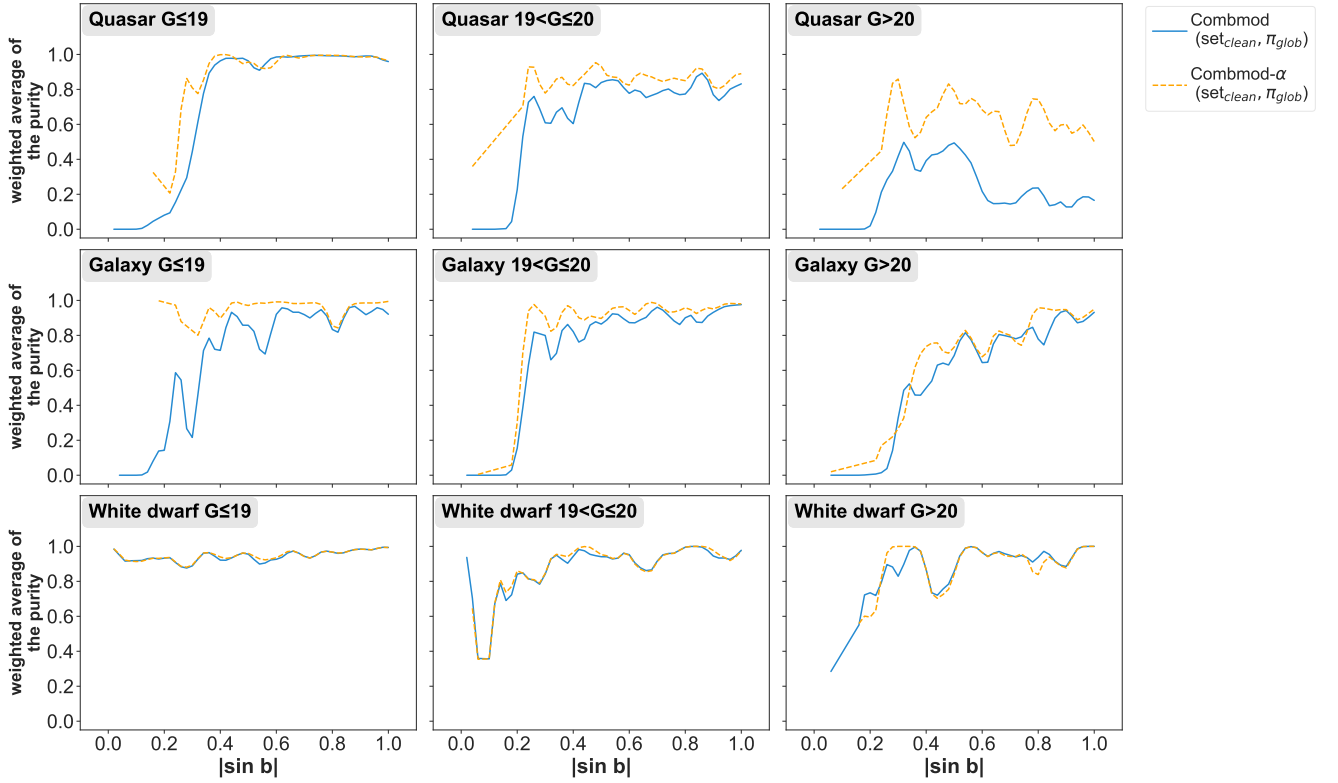 Quasar G≤19
Quasar 19<G≤20
Quasar G>20
Combmod
(set_clean, π_glob)
Combmod-α
(set_clean, π_glob)
weighted average of
the purity
1.0
0.8
0.6
0.4
0.2
0.0
Galaxy G≤19
Galaxy 19<G≤20
Galaxy G>20
weighted average of
the purity
1.0
0.8
0.6
0.4
0.2
0.0
White dwarf G≤19
White dwarf 19<G≤20
White dwarf G>20
weighted average of
the purity
1.0
0.8
0.6
0.4
0.2
0.0
0.0 0.2 0.4 0.6 0.8 1.0
0.0 0.2 0.4 0.6 0.8 1.0
0.0 0.2 0.4 0.6 0.8 1.0
|sin b|
|sin b|
|sin b|